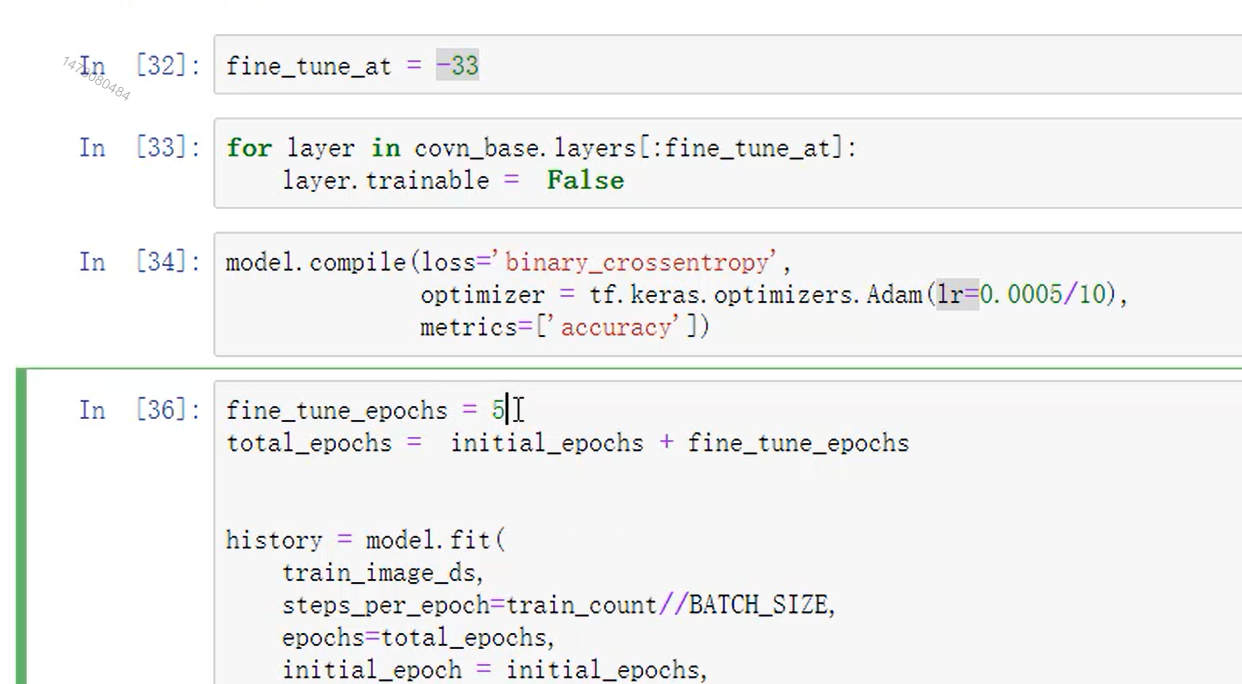 In [32]: fine_tune_at = -33
In [33]: for layer in covn_base.layers[:fine_tune_at]:
layer.trainable =  False
In [34]: model.compile(loss='binary_crossentropy',
optimizer = tf.keras.optimizers.Adam(lr=0.0005/10),
metrics=['accuracy'])
In [36]: fine_tune_epochs = 5
total_epochs =  initial_epochs + fine_tune_epochs
history = model.fit(
train_image_ds,
steps_per_epoch=train_count//BATCH_SIZE,
epochs=total_epochs,
initial_epoch = initial_epochs,